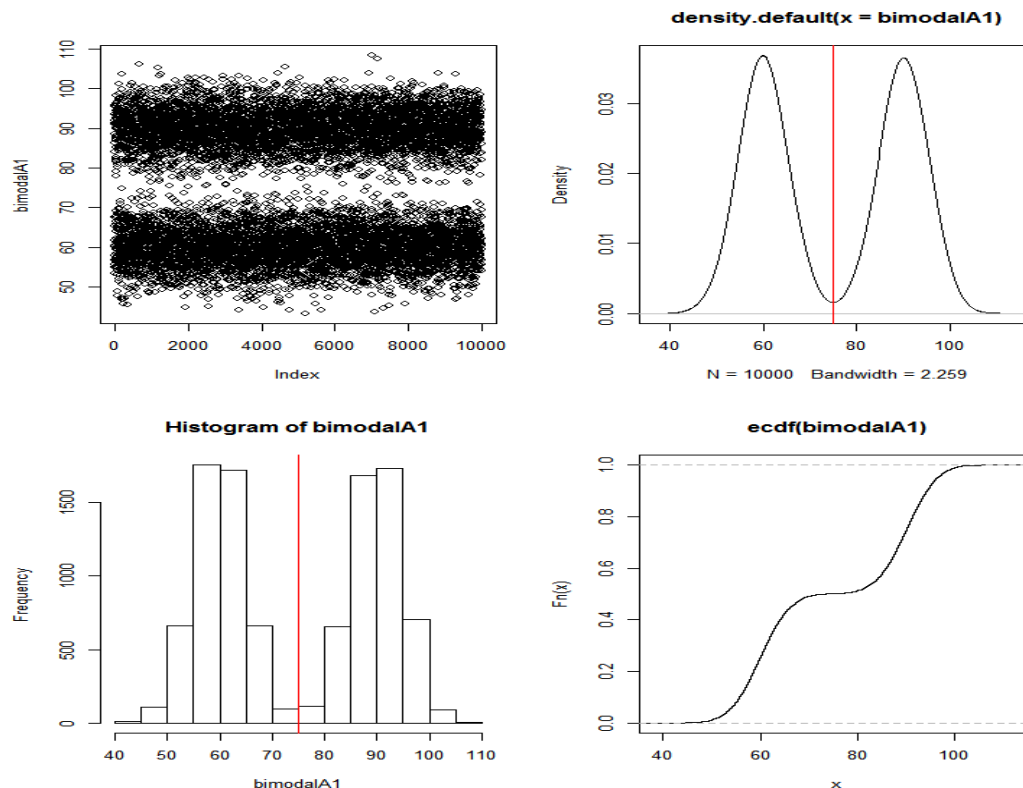 bimodalA1
110
100
90
80
70
60
50
0 2000 4000 6000 8000 10000
Index
density.default(x = bimodalA1)
Density
0.03
0.02
0.01
0.00
40 60 80 100
N = 10000 Bandwidth = 2.259
Histogram of bimodalA1
Frequency
1500
1000
500
0
40 50 60 70 80 90 100 110
bimodalA1
ecdf(bimodalA1)
Fn(x)
1.0
0.8
0.6
0.4
0.2
0.0
60 80 100
40
x